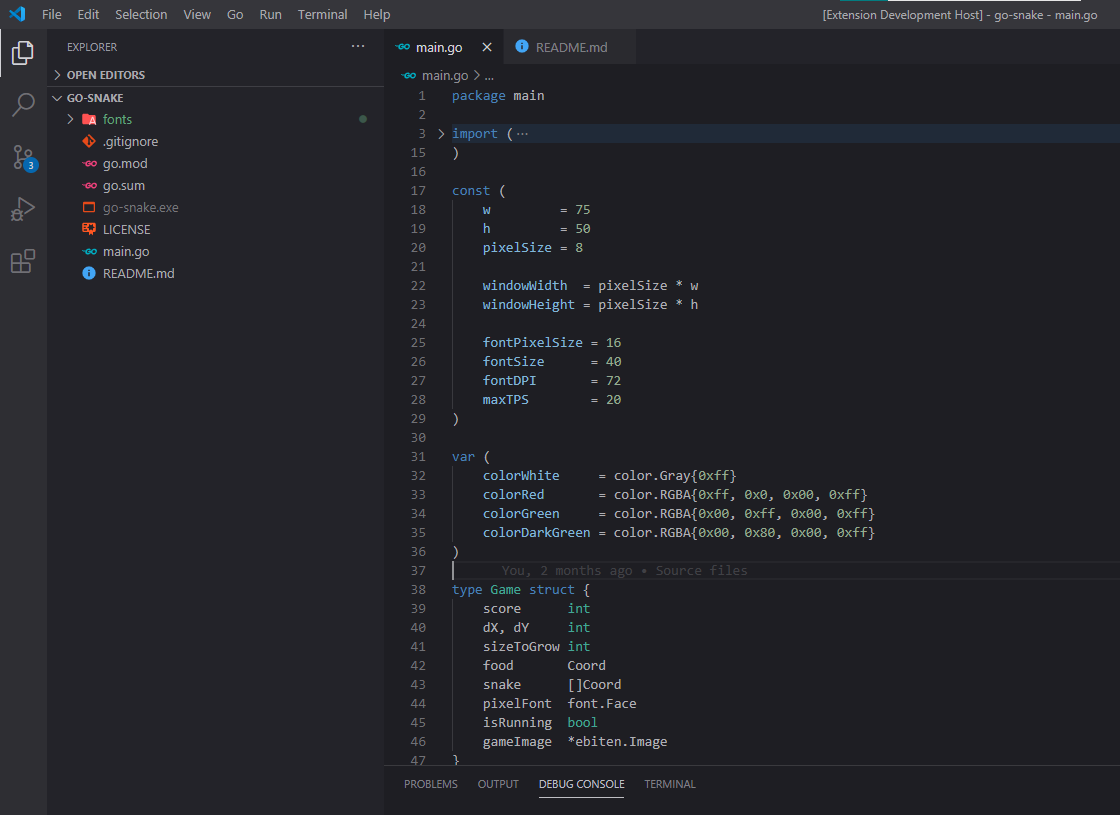 File Edit Selection View Go Run Terminal Help [Extension Development Host] - go-snake - main.go
EXPLORER ...
OPEN EDITORS
GO-SNAKE
fonts
.gitignore
go.mod
go.sum
go-snake.exe
LICENSE
main.go
README.md
3
main.go README.md
main.go > ...
1 package main
2
3 import ( ...
15 )
16
17 const (
18 w = 75
19 h = 50
20 pixelSize = 8
21
22 windowWidth = pixelSize * w
23 windowHeight = pixelSize * h
24
25 fontPixelSize = 16
26 fontSize = 40
27 fontDPI = 72
28 maxTPS = 20
29 )
30
31 var (
32 colorWhite = color.Gray{0xff}
33 colorRed = color.RGBA{0xff, 0x0, 0x00, 0xff}
34 colorGreen = color.RGBA{0x00, 0xff, 0x00, 0xff}
35 colorDarkGreen = color.RGBA{0x00, 0x80, 0x00, 0xff}
36 )
37 You, 2 months ago • Source files
38 type Game struct {
39 score int
40 dX, dY int
41 sizeToGrow int
42 food Coord
43 snake []Coord
44 pixelFont font.Face
45 isRunning bool
46 gameImage *ebiten.Image
47 }
PROBLEMS OUTPUT DEBUG CONSOLE TERMINAL